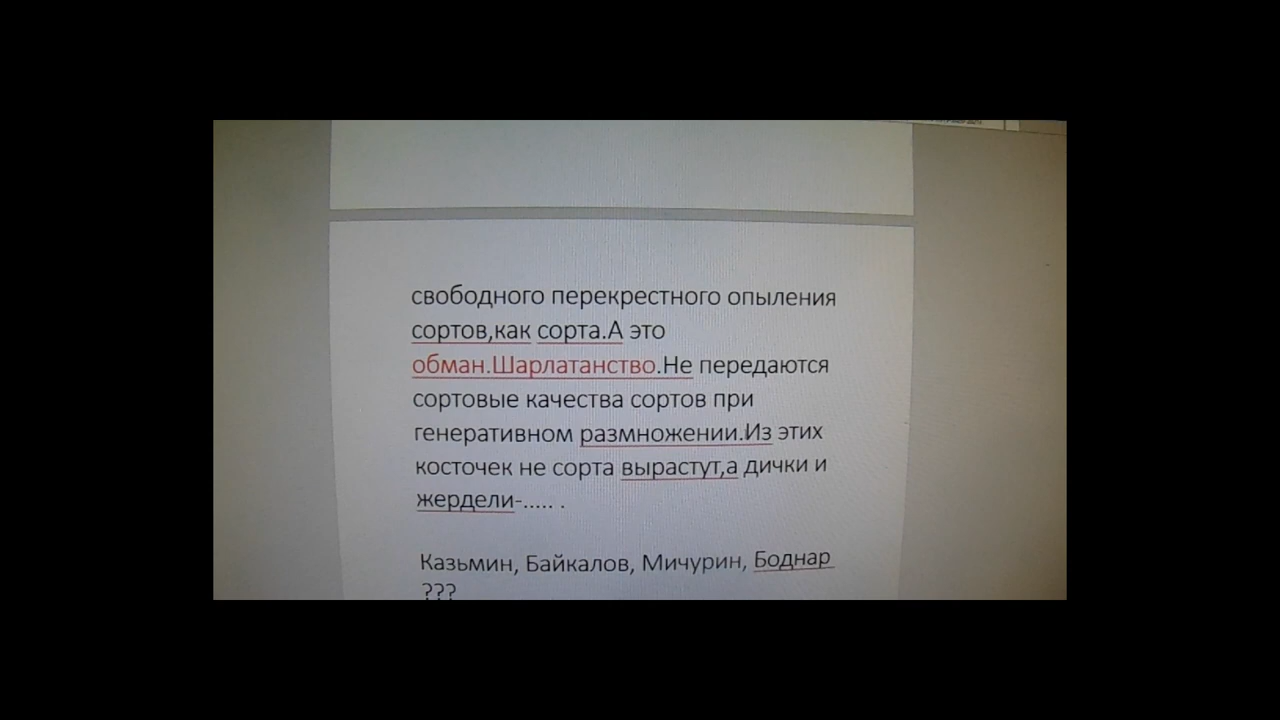 свободного перекрестного опыления
сортов,как сорта.А это
обман.Шарлатанство.Не передаются
сортовые качества сортов при
генеративном размножении.Из этих
косточек не сорта вырастут,а дички и
жердели-..... .
Казьмин, Байкалов, Мичурин, Боднар
???